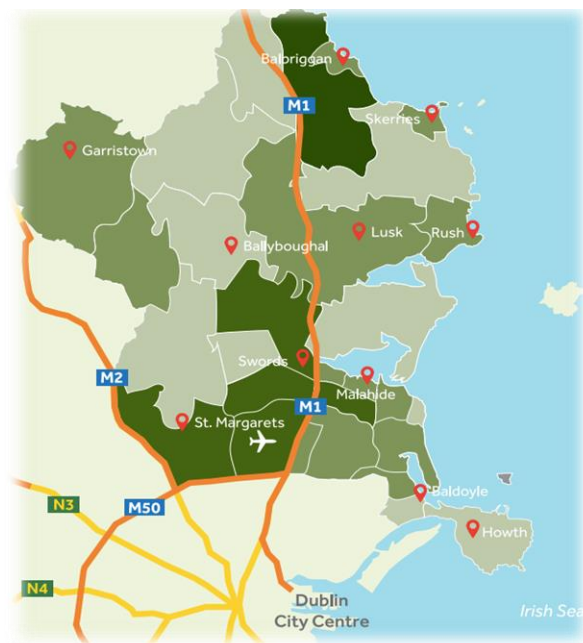 Balbriggan
M1
Skerries
Garristown
Lusk
Rush
Ballyboughal
Swords
M2
Malahide
M1
St. Margarets
Baldoyle
N3
M50
Howth
N4
Dublin
City Centre
Irish Sea